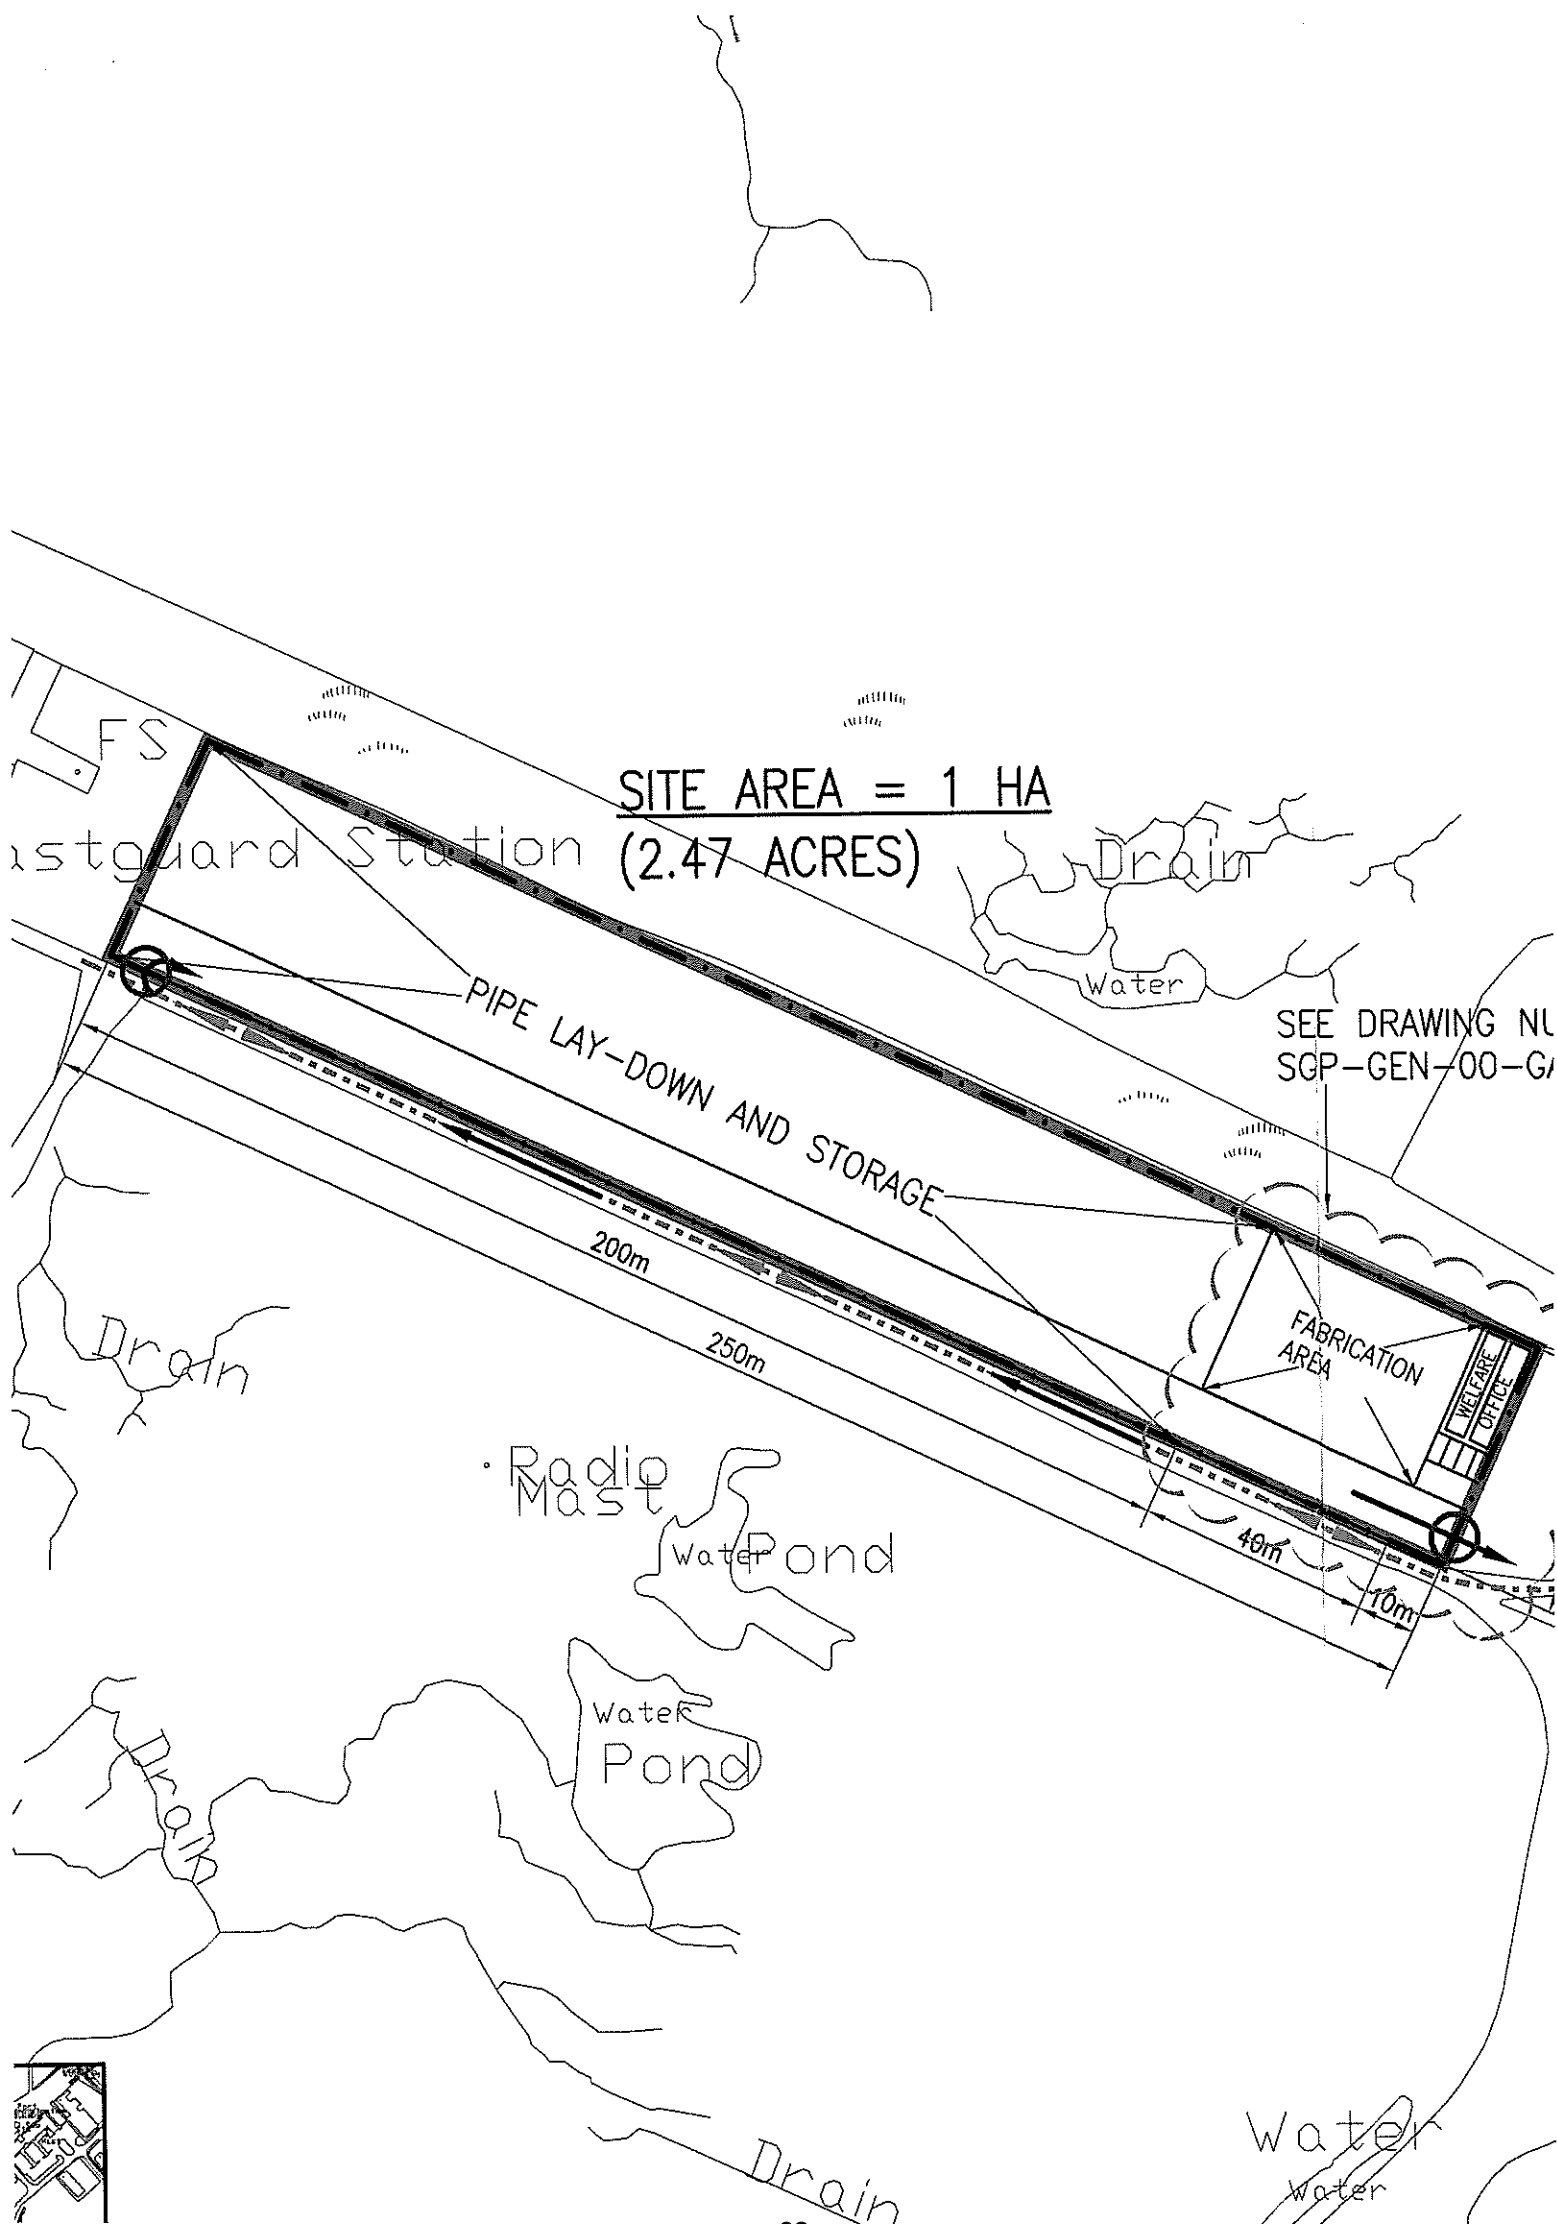 FS
astguard Station
SITE AREA = 1 HA
(2.47 ACRES)
Drain
Water
SEE DRAWING NU
SGP-GEN-00-GA
PIPE LAY-DOWN AND STORAGE
200m
250m
FABRICATION
AREA
WELFARE
OFFICE
Drain
Radio
Mast
Water Pond
40m
10m
Water
Pond
Drain
Drain
Water
Water